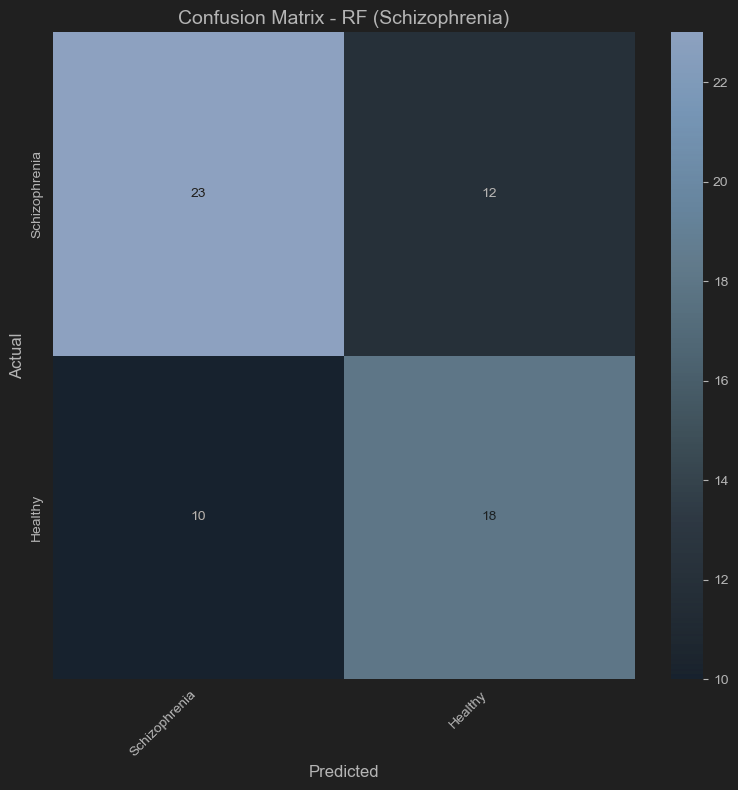 Confusion Matrix - RF (Schizophrenia)
Actual
Schizophrenia
Healthy
23
12
10
18
Schizophrenia
Healthy
Predicted
22
20
18
16
14
12
10